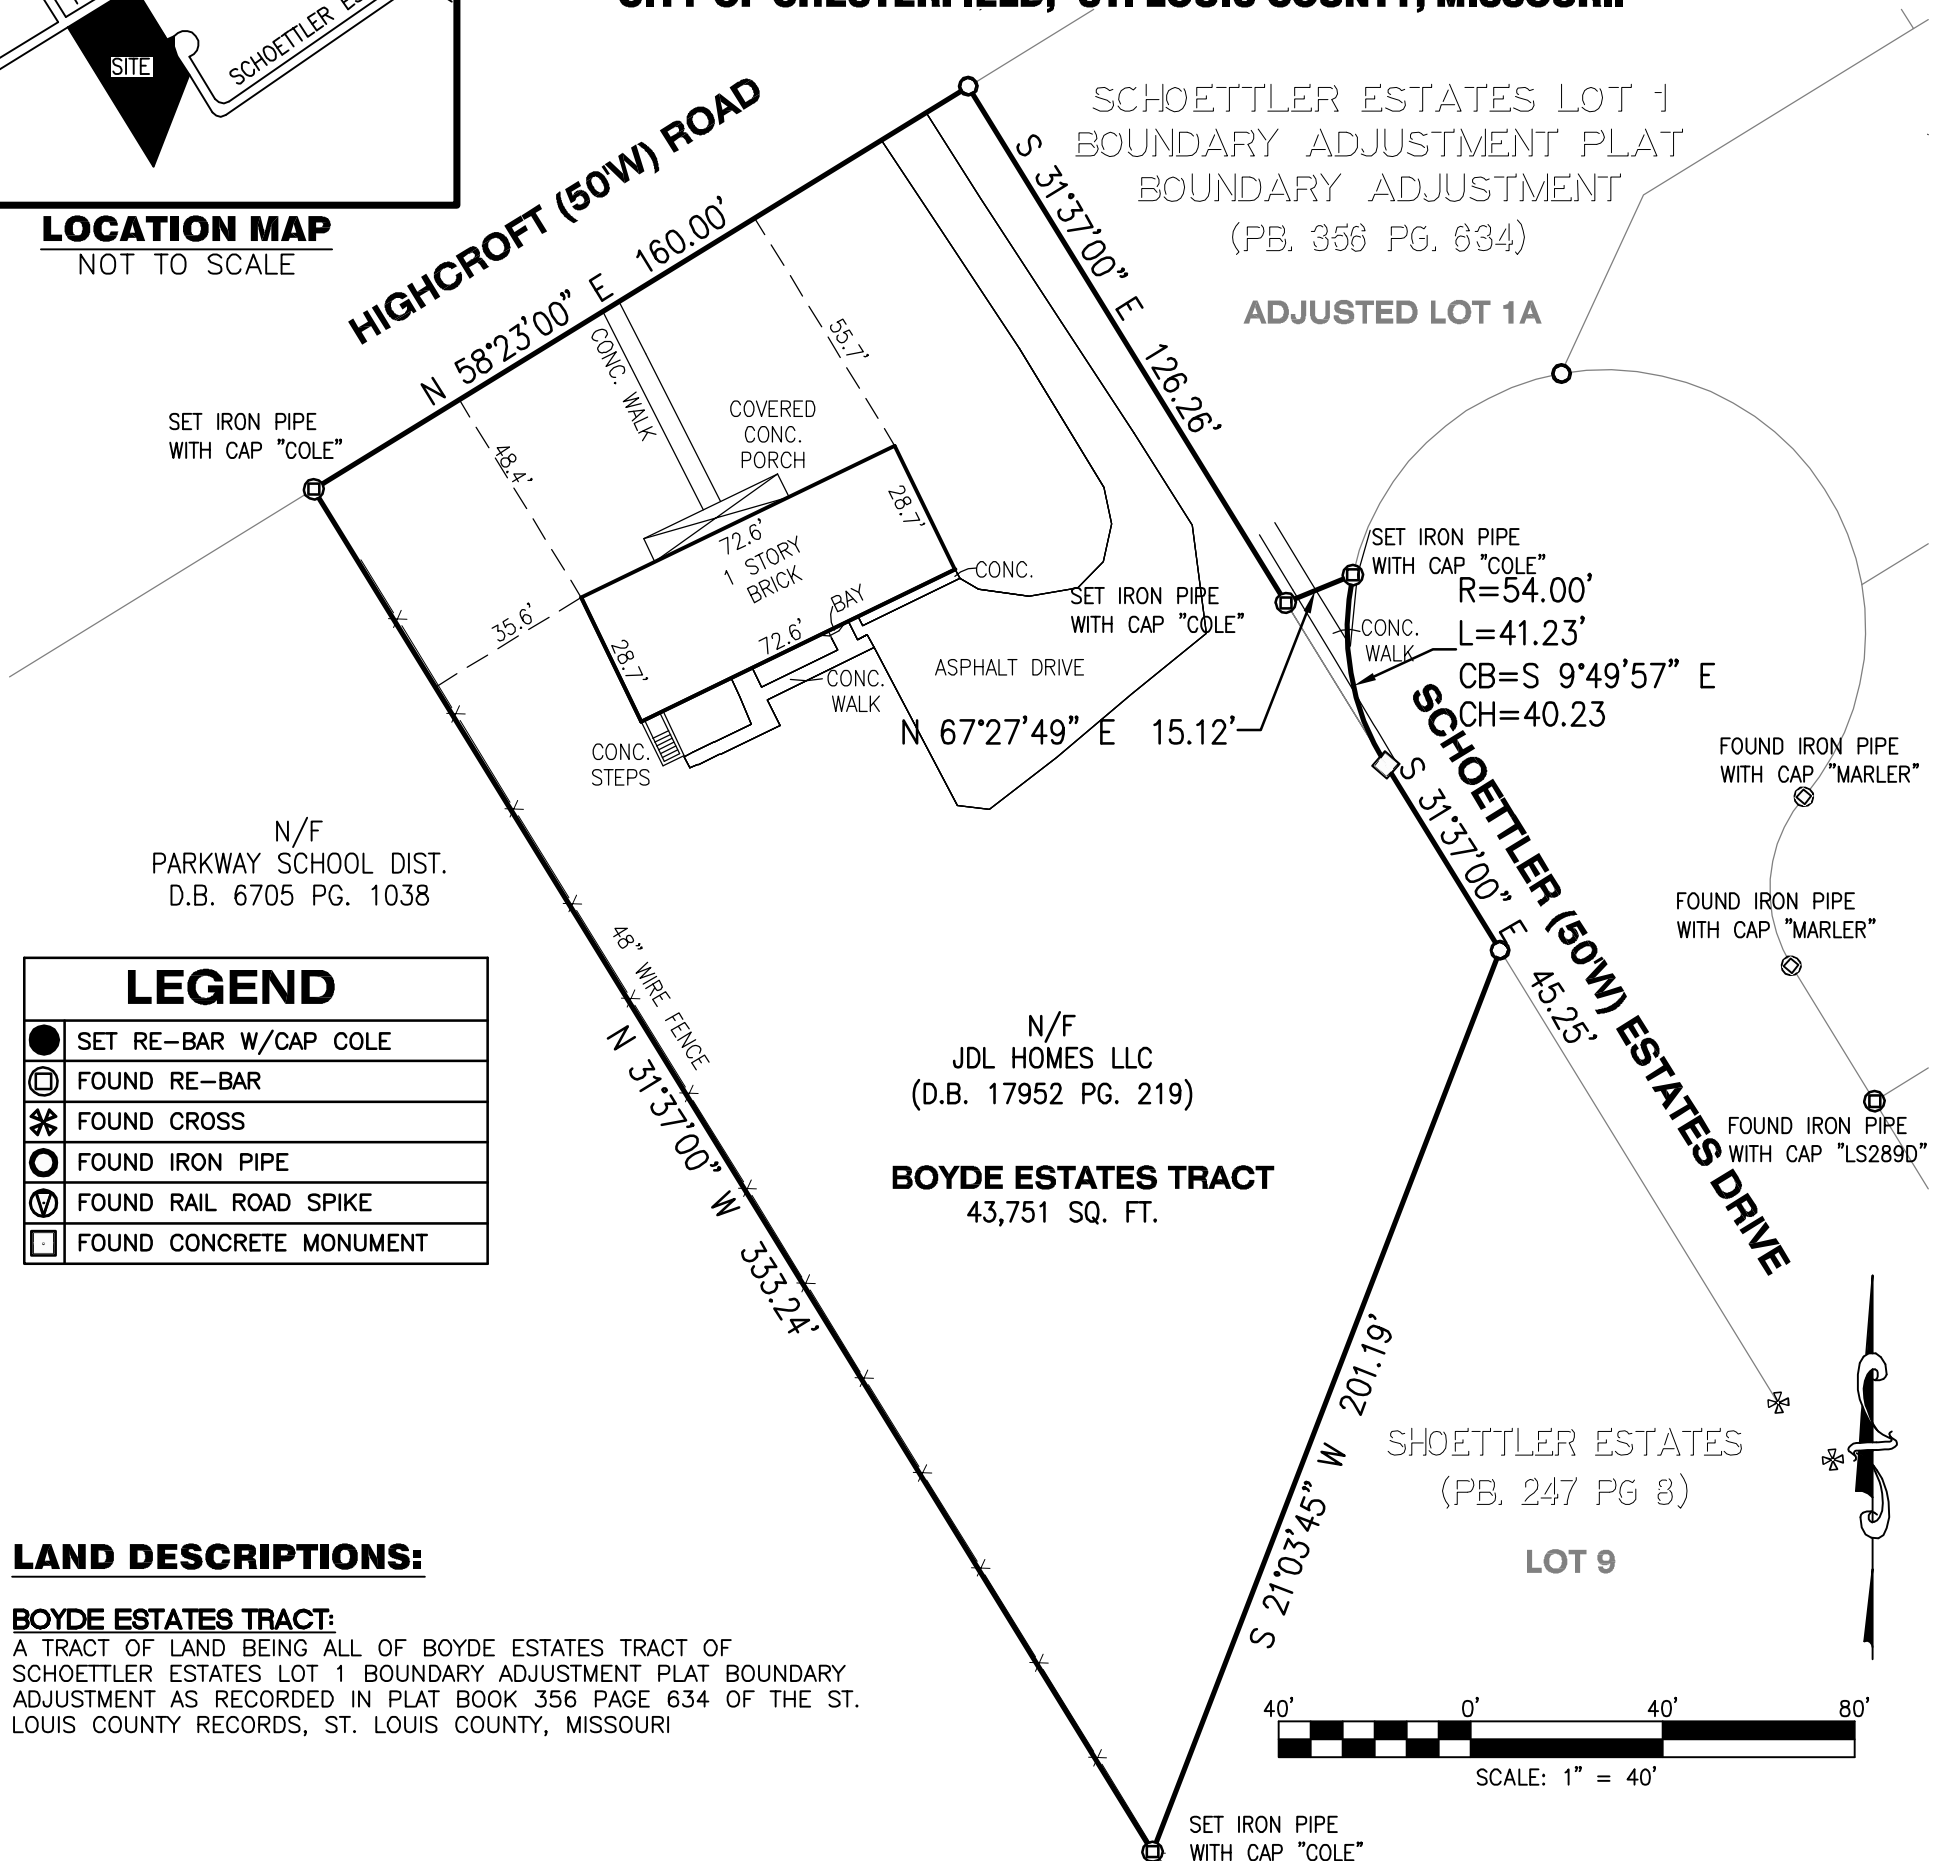 CITY OF CHESTERFIELD, ST. LOUIS COUNTY, MISSOURI
SITE
SCHOETTLER
LOCATION MAP
NOT TO SCALE
HIGHCROFT (50'W) ROAD
N 58°23'00" E 160.00'
SCHOETTLER ESTATES LOT 1
BOUNDARY ADJUSTMENT PLAT
BOUNDARY ADJUSTMENT
(PB. 356 PG. 634)
ADJUSTED LOT 1A
S 31°37'00" E 126.26'
SET IRON PIPE
WITH CAP "COLE"
CONC. WALK
COVERED
CONC.
PORCH
55.7'
48.4'
35.6'
28.7'
72.6'
1 STORY
BRICK
28.7'
72.6'
BAY
CONC.
CONC.
WALK
CONC.
STEPS
ASPHALT DRIVE
SET IRON PIPE
WITH CAP "COLE"
SET IRON PIPE
WITH CAP "COLE"
R=54.00'
L=41.23'
CB=S 9°49'57" E
CH=40.23
CONC.
WALK
N 67°27'49" E 15.12'
S 31°37'00" E 45.25'
SCHOETTLER (50'W) ESTATES DRIVE
FOUND IRON PIPE
WITH CAP "MARLER"
FOUND IRON PIPE
WITH CAP "MARLER"
FOUND IRON PIPE
WITH CAP "LS289D"
N/F
PARKWAY SCHOOL DIST.
D.B. 6705 PG. 1038
48" WIRE FENCE
N 31°37'00" W 333.24'
LEGEND
SET RE-BAR W/CAP COLE
FOUND RE-BAR
FOUND CROSS
FOUND IRON PIPE
FOUND RAIL ROAD SPIKE
FOUND CONCRETE MONUMENT
N/F
JDL HOMES LLC
(D.B. 17952 PG. 219)
BOYDE ESTATES TRACT
43,751 SQ. FT.
S 21°03'45" W 201.19'
SHOETTLER ESTATES
(PB. 247 PG 8)
LOT 9
LAND DESCRIPTIONS:
BOYDE ESTATES TRACT:
A TRACT OF LAND BEING ALL OF BOYDE ESTATES TRACT OF
SCHOETTLER ESTATES LOT 1 BOUNDARY ADJUSTMENT PLAT BOUNDARY
ADJUSTMENT AS RECORDED IN PLAT BOOK 356 PAGE 634 OF THE ST.
LOUIS COUNTY RECORDS, ST. LOUIS COUNTY, MISSOURI
40' 0' 40' 80'
SCALE: 1" = 40'
SET IRON PIPE
WITH CAP "COLE"